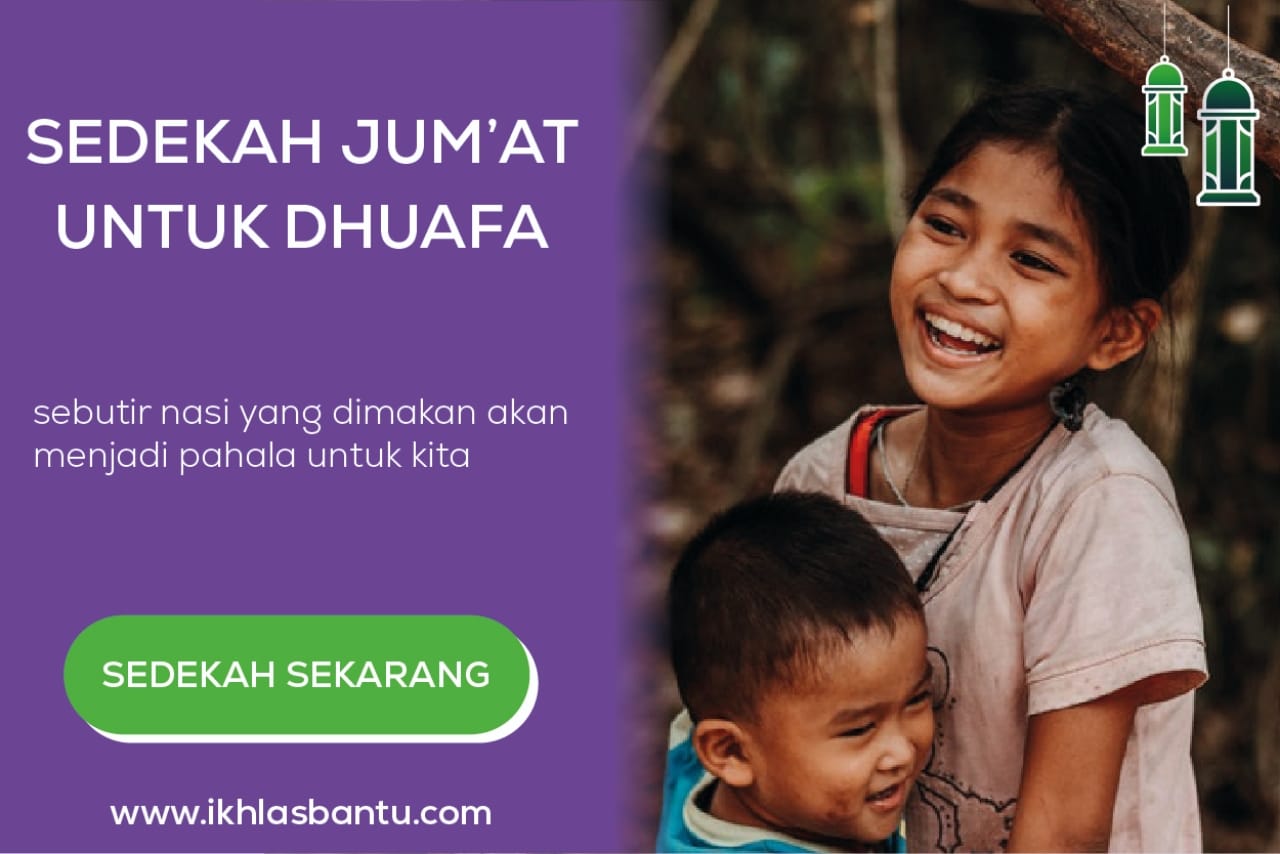 SEDEKAH JUM’AT
UNTUK DHUAFA
sebutir nasi yang dimakan akan
menjadi pahala untuk kita
SEDEKAH SEKARANG
www.ikhlasbantu.com